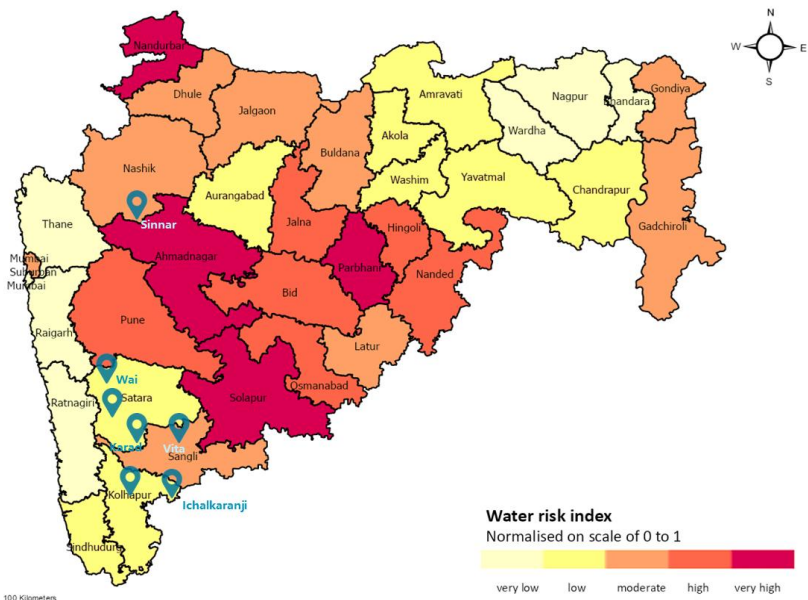 N
W
E
S
Nandurbar
Dhule
Jalgaon
Nashik
Buldana
Akola
Amravati
Nagpur
Bhandara
Gondiya
Wardha
Washim
Yavatmal
Chandrapur
Gadchiroli
Aurangabad
Jalna
Hingoli
Parbhani
Nanded
Thane
Sinnar
Ahmadnagar
Mumbai
Suburban
Mumbai
Bid
Pune
Raigarh
Latur
Wai
Osmanabad
Satara
Solapur
Ratnagiri
Karad
Vita
Sangli
Kolhapur
Ichalkaranji
Sindhudurg
Water risk index
Normalised on scale of 0 to 1
very low
low
moderate
high
very high
100 Kilometers